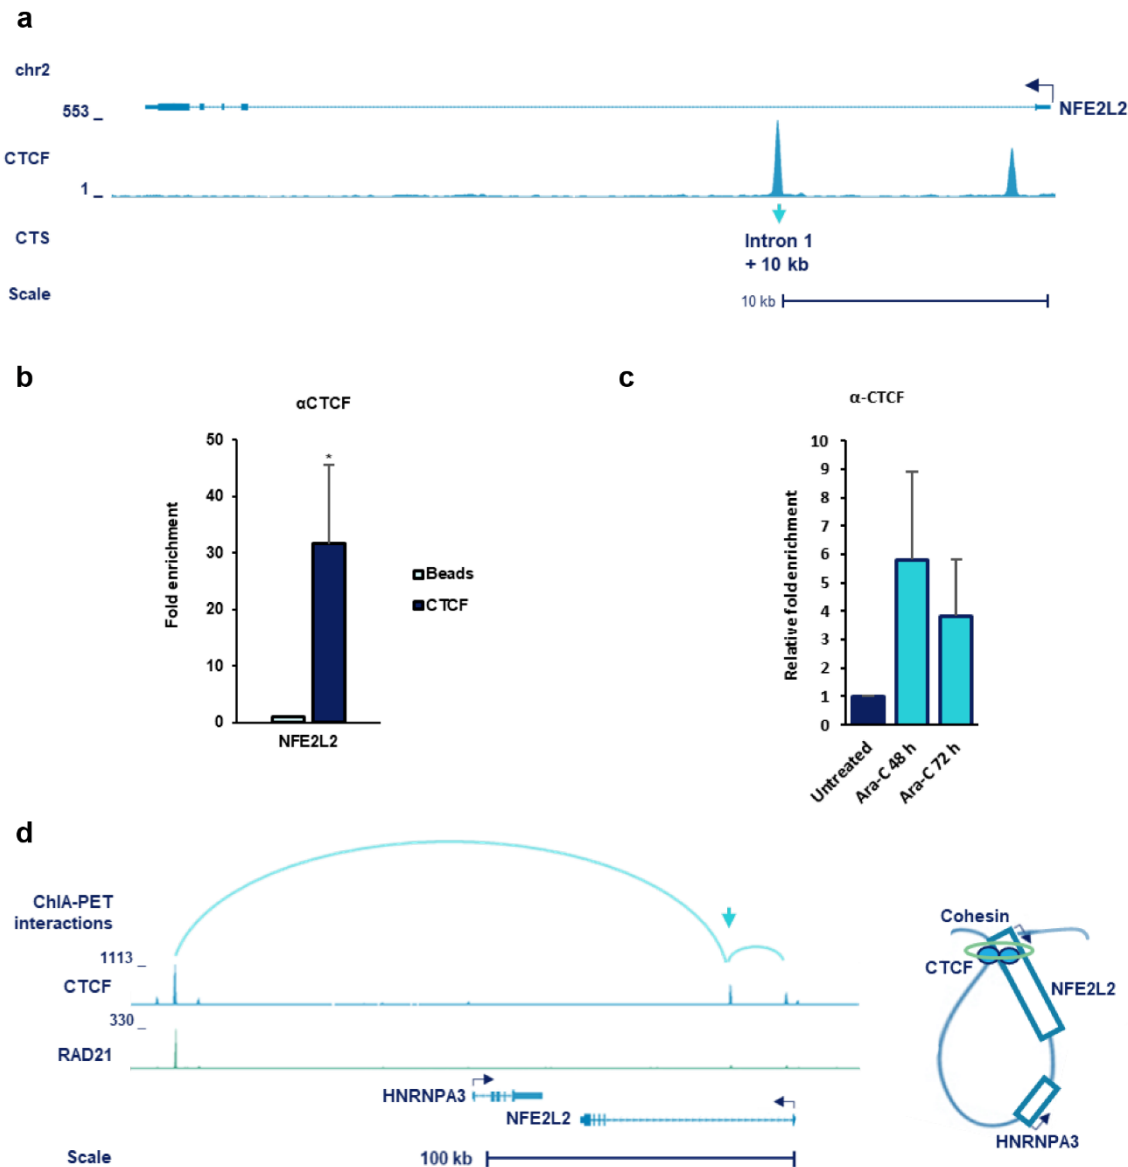 a
chr2
553 _
NFE2L2
CTCF
1 _
CTS
Intron 1
+ 10 kb
Scale
10 kb
b
αCTCF
50
40
30
20
10
0
Fold enrichment
NFE2L2
Beads
CTCF
c
α-CTCF
10
9
8
7
6
5
4
3
2
1
0
Relative fold enrichment
Untreated
Ara-C 48 h
Ara-C 72 h
*
d
ChIA-PET
interactions
1113 _
CTCF
330 _
RAD21
HNRNPA3
NFE2L2
Scale
100 kb
Cohesin
CTCF
NFE2L2
HNRNPA3